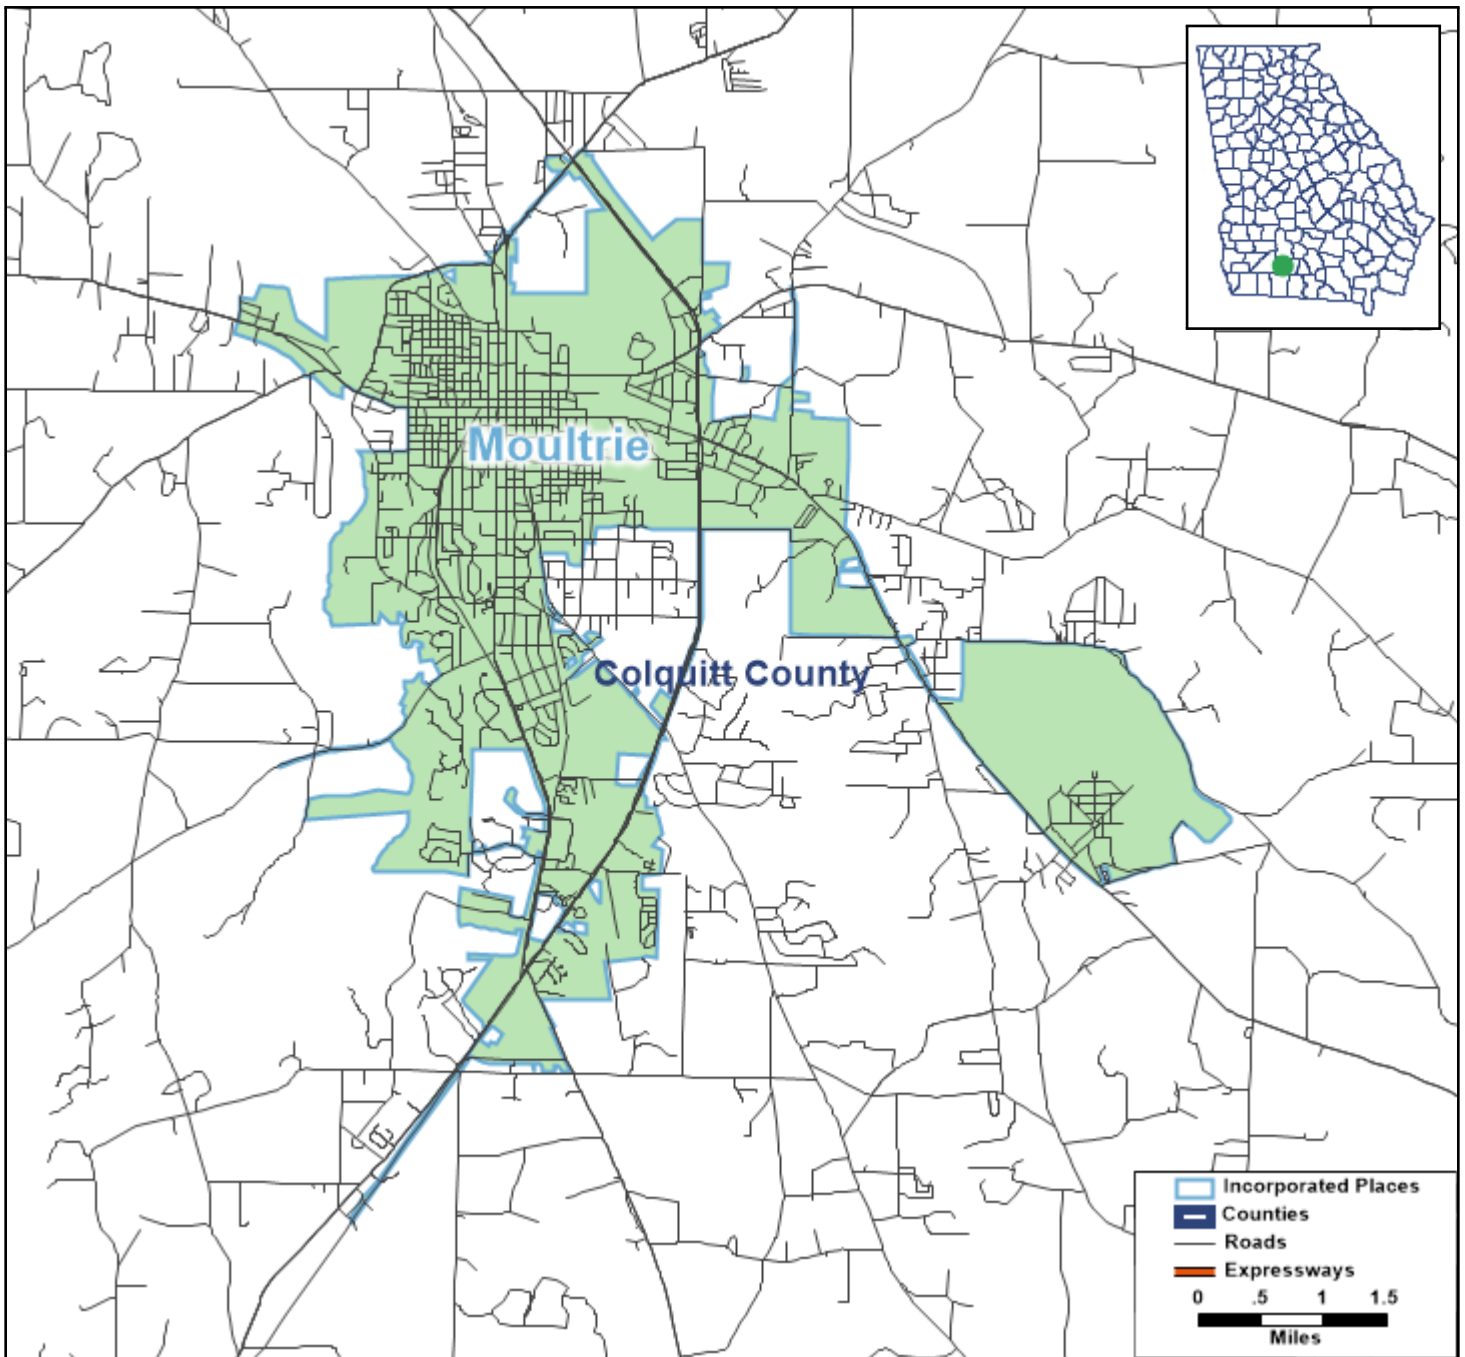 Moultrie
Colquitt County
Incorporated Places
Counties
Roads
Expressways
0 .5 1 1.5
Miles